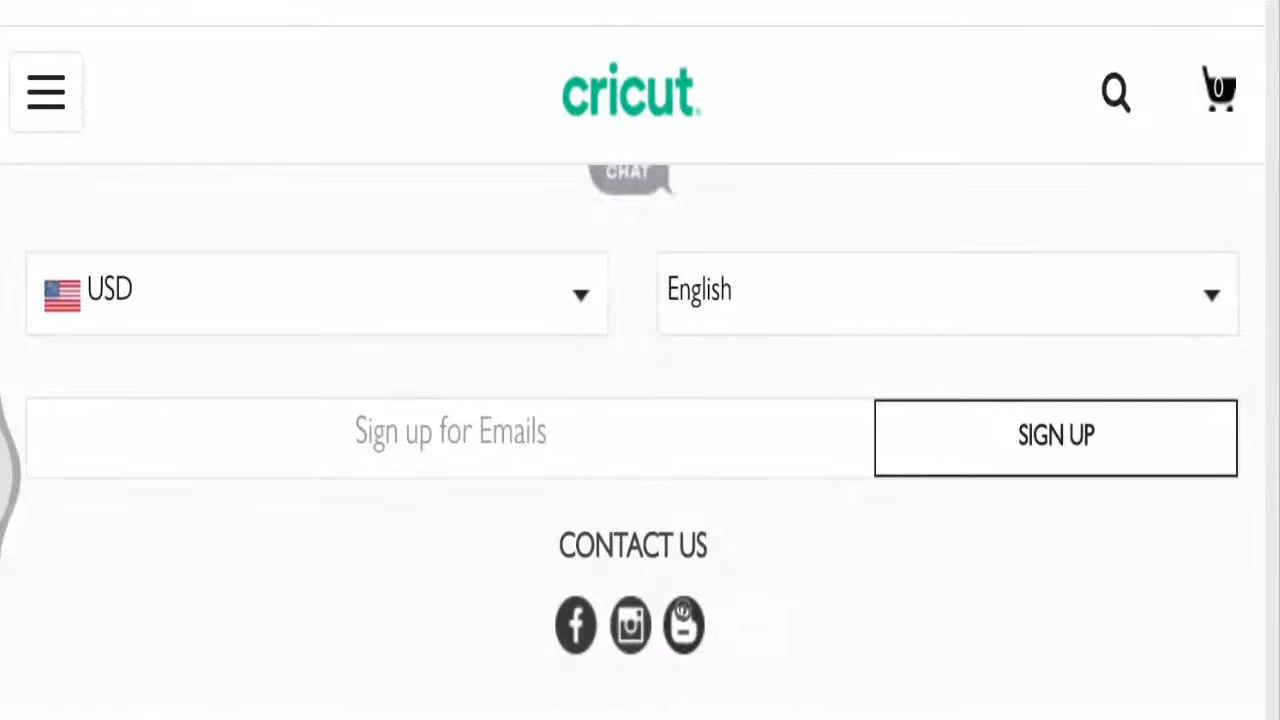 cricut
0
CHAT
USD
English
Sign up for Emails
SIGN UP
CONTACT US